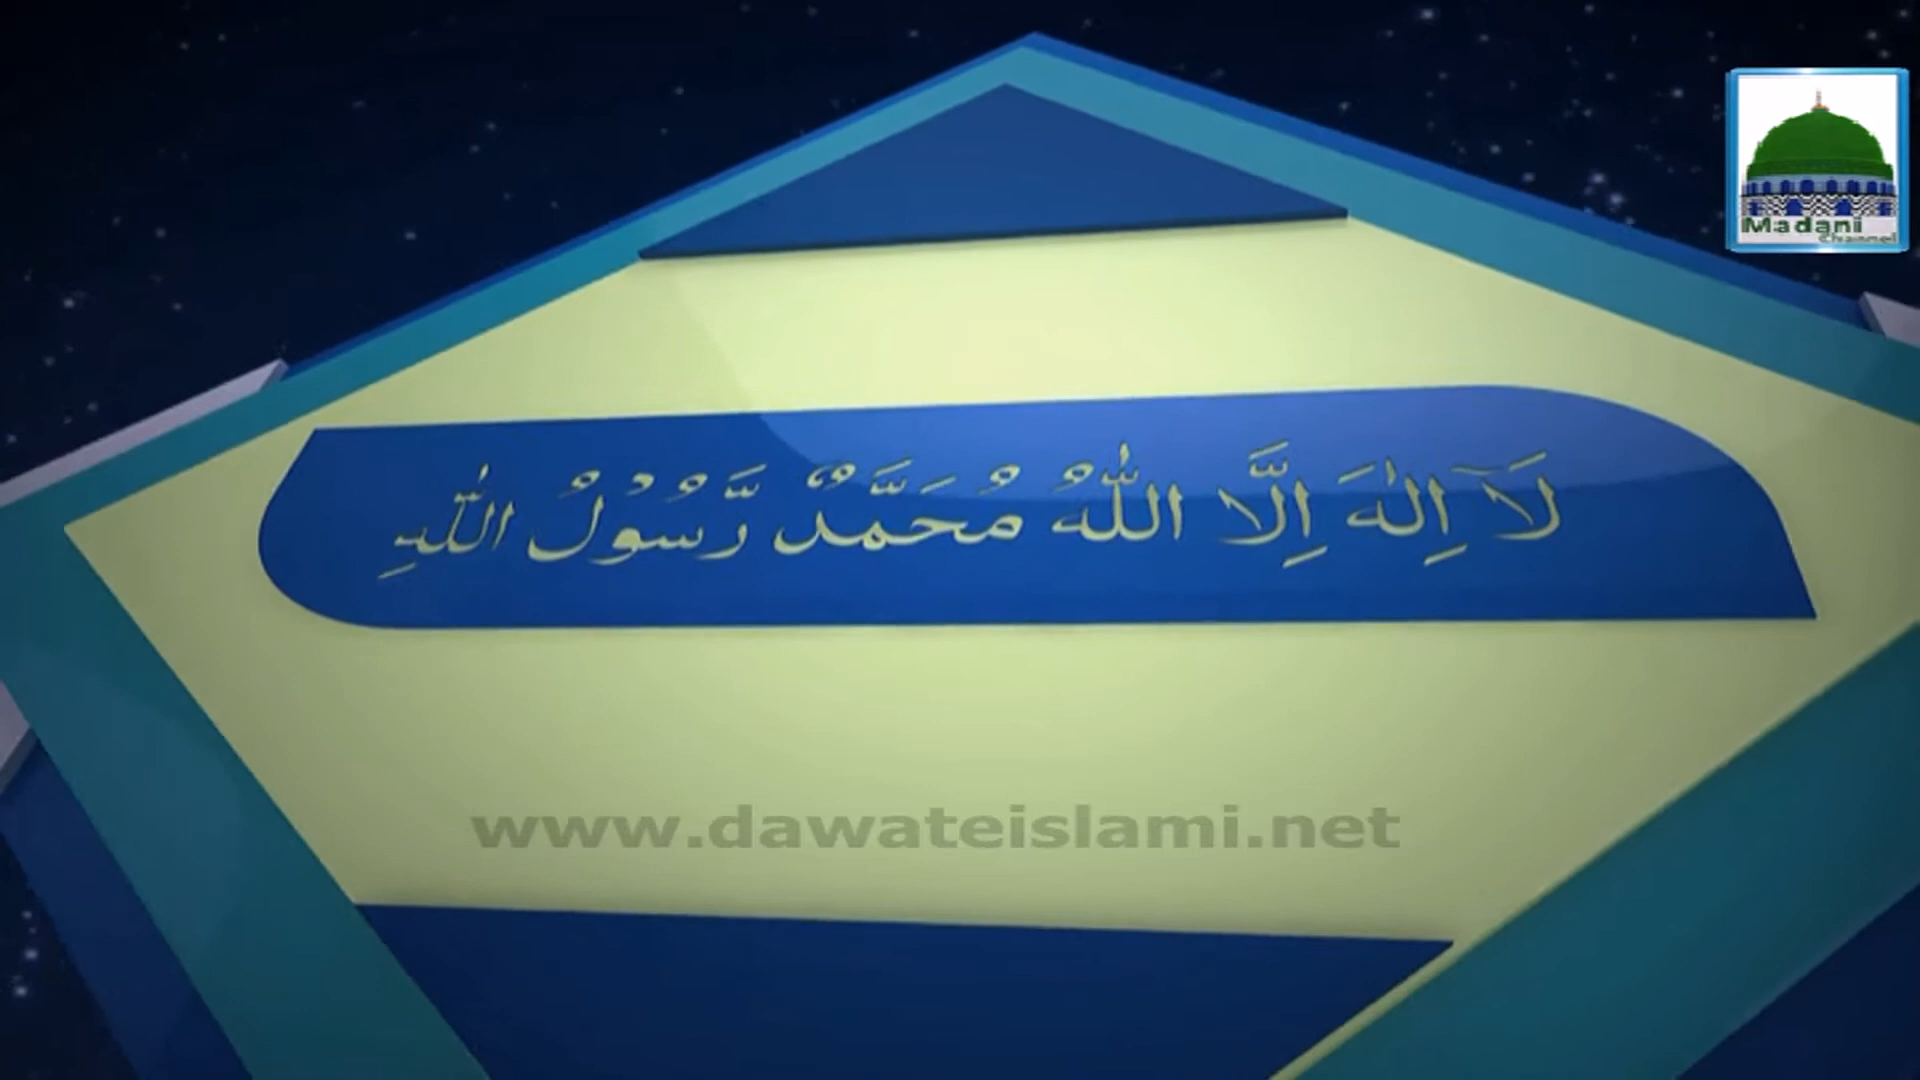 Madani
Channel
لَآ اِلٰهَ اِلَّا اللّٰهُ مُحَمَّدٌ رَّسُوْلُ اللّٰهِ
www.dawateislami.net